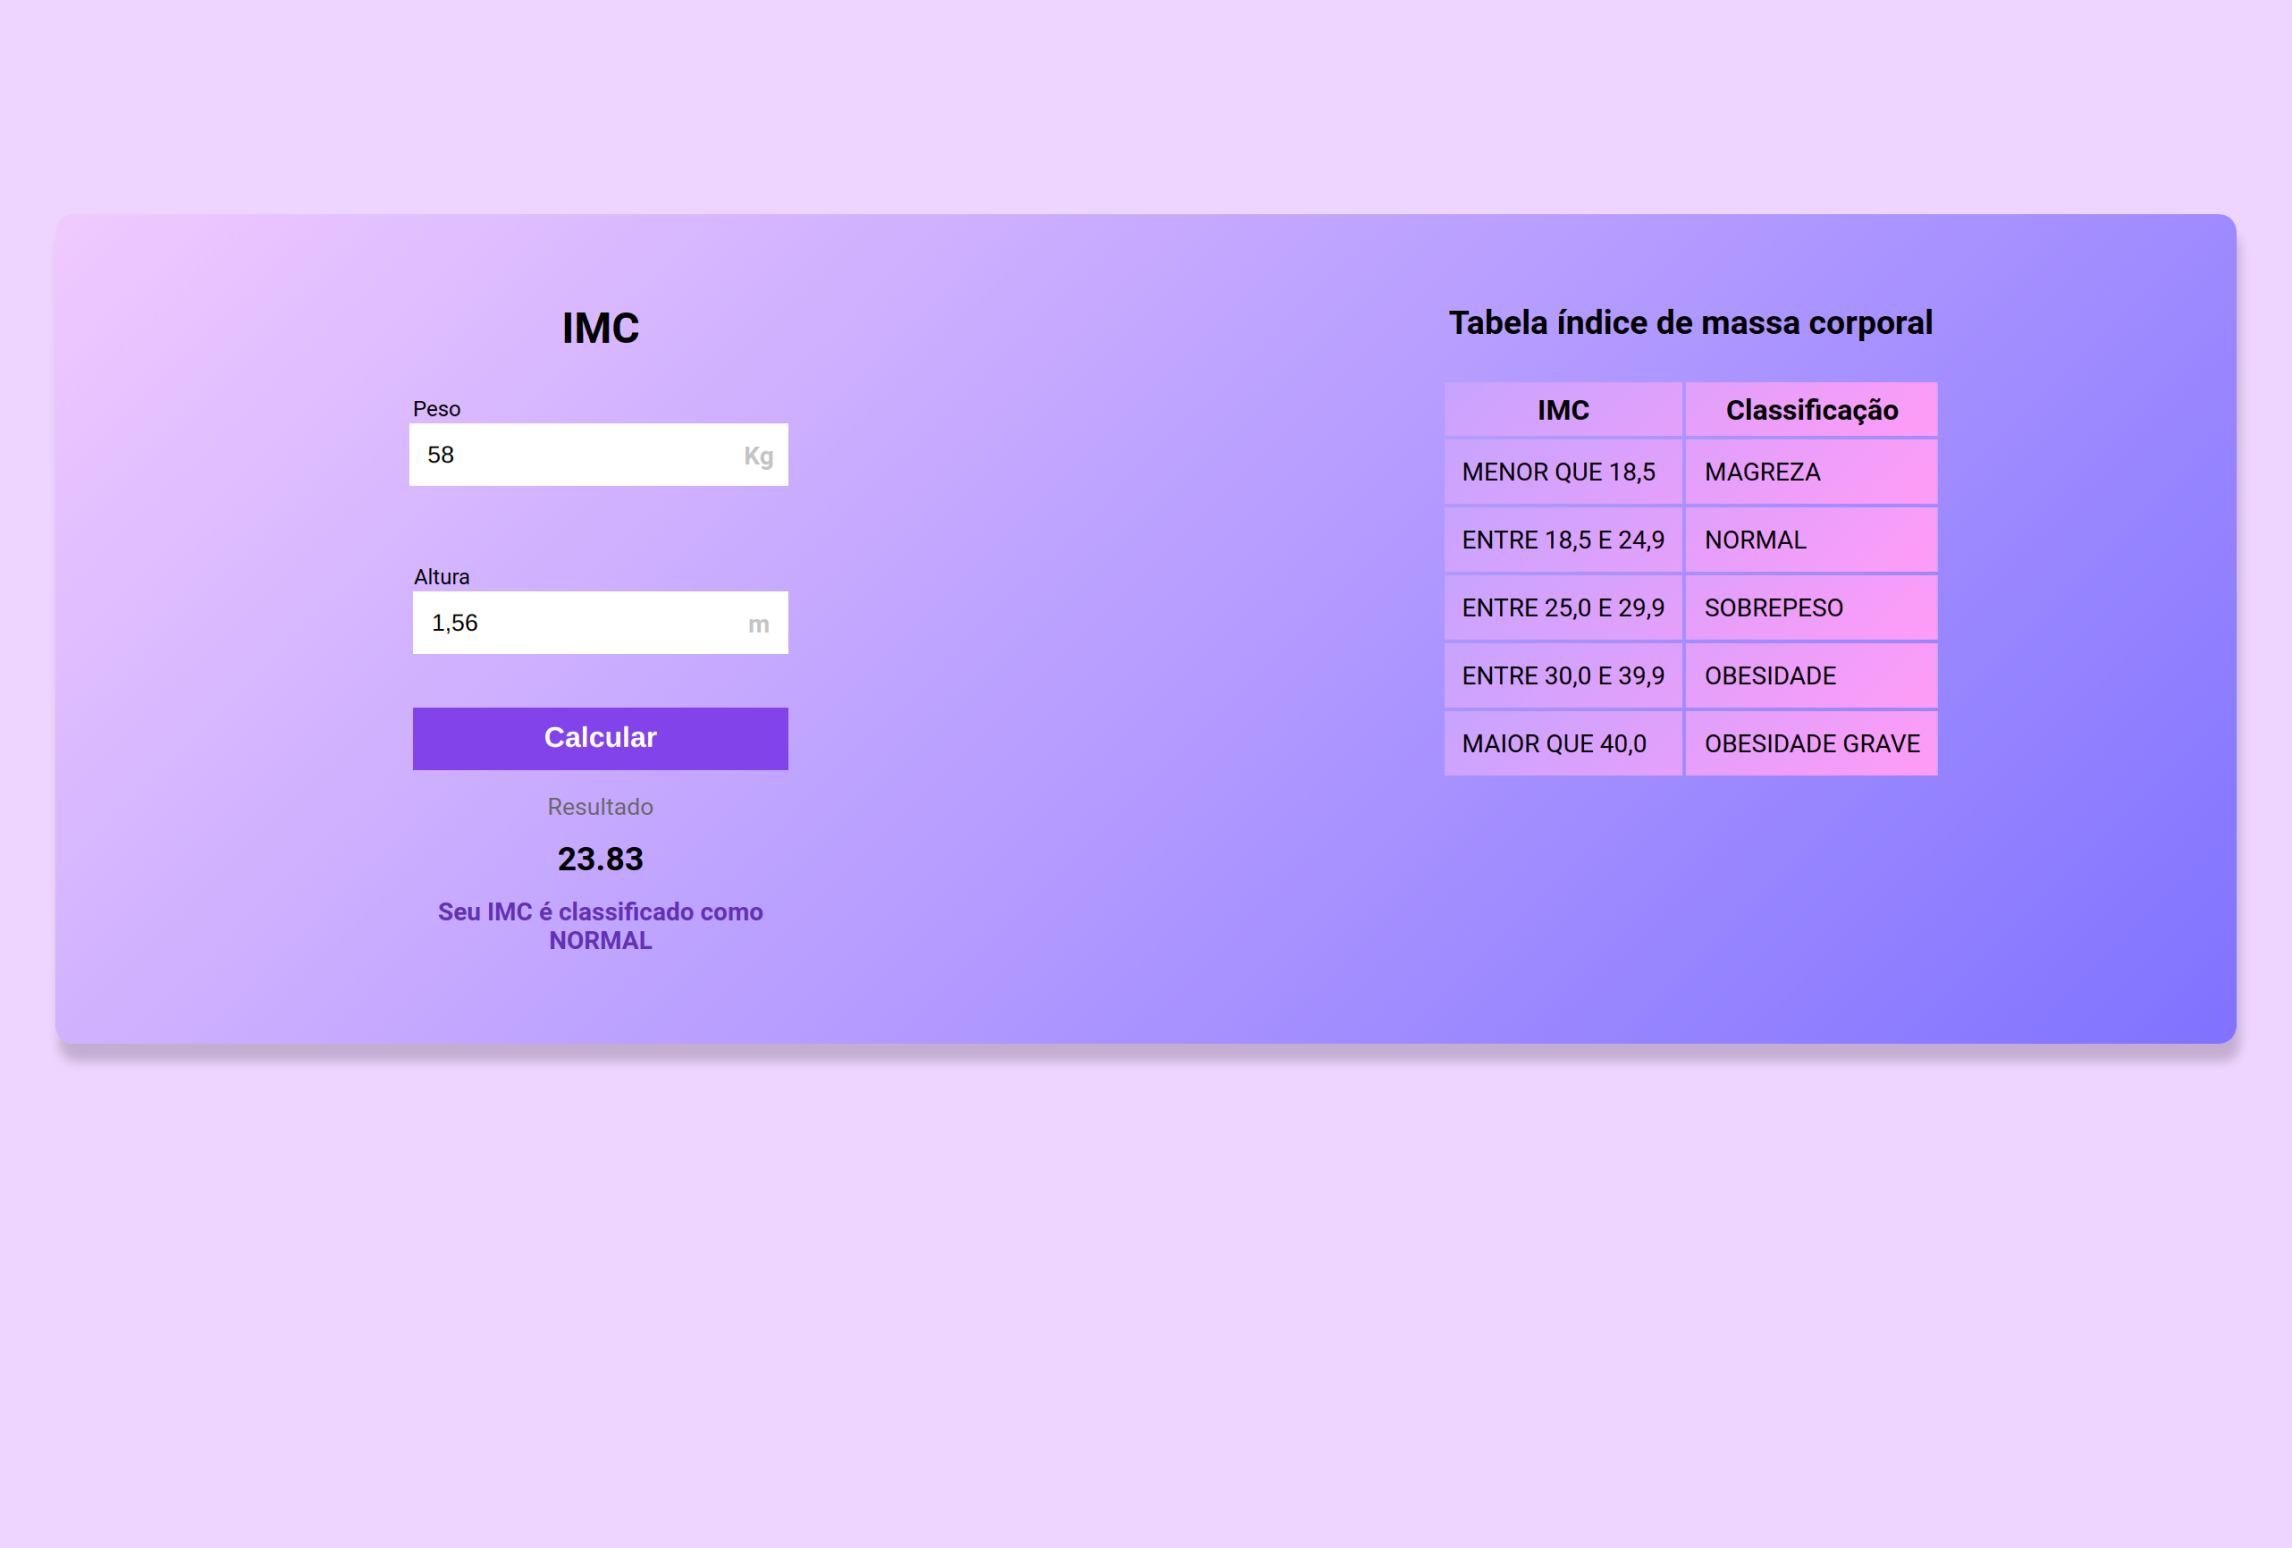 IMC
Peso
58 Kg
Altura
1,56 m
Calcular
Resultado
23.83
Seu IMC é classificado como
NORMAL
Tabela índice de massa corporal
IMC Classificação
MENOR QUE 18,5 MAGREZA
ENTRE 18,5 E 24,9 NORMAL
ENTRE 25,0 E 29,9 SOBREPESO
ENTRE 30,0 E 39,9 OBESIDADE
MAIOR QUE 40,0 OBESIDADE GRAVE